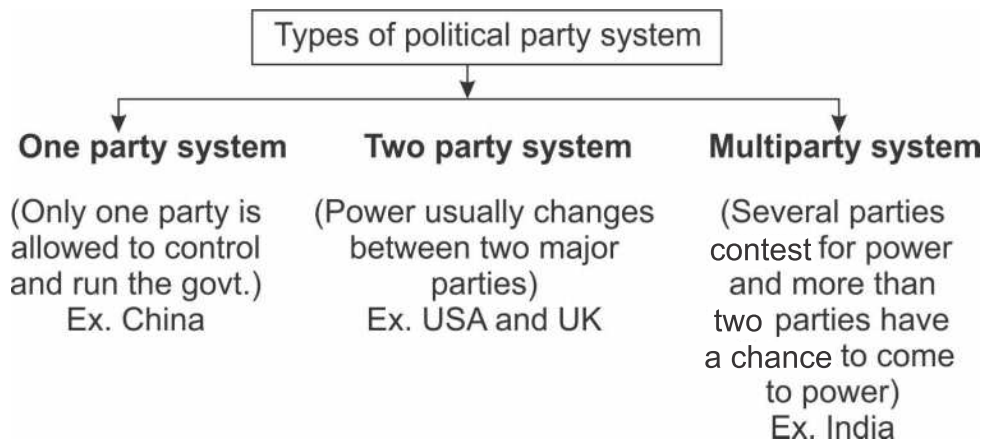 Types of political party system
One party system
(Only one party is
allowed to control
and run the govt.)
Ex. China
Two party system
(Power usually changes
between two major
parties)
Ex. USA and UK
Multiparty system
(Several parties
contest for power
and more than
two parties have
a chance to come
to power)
Ex. India